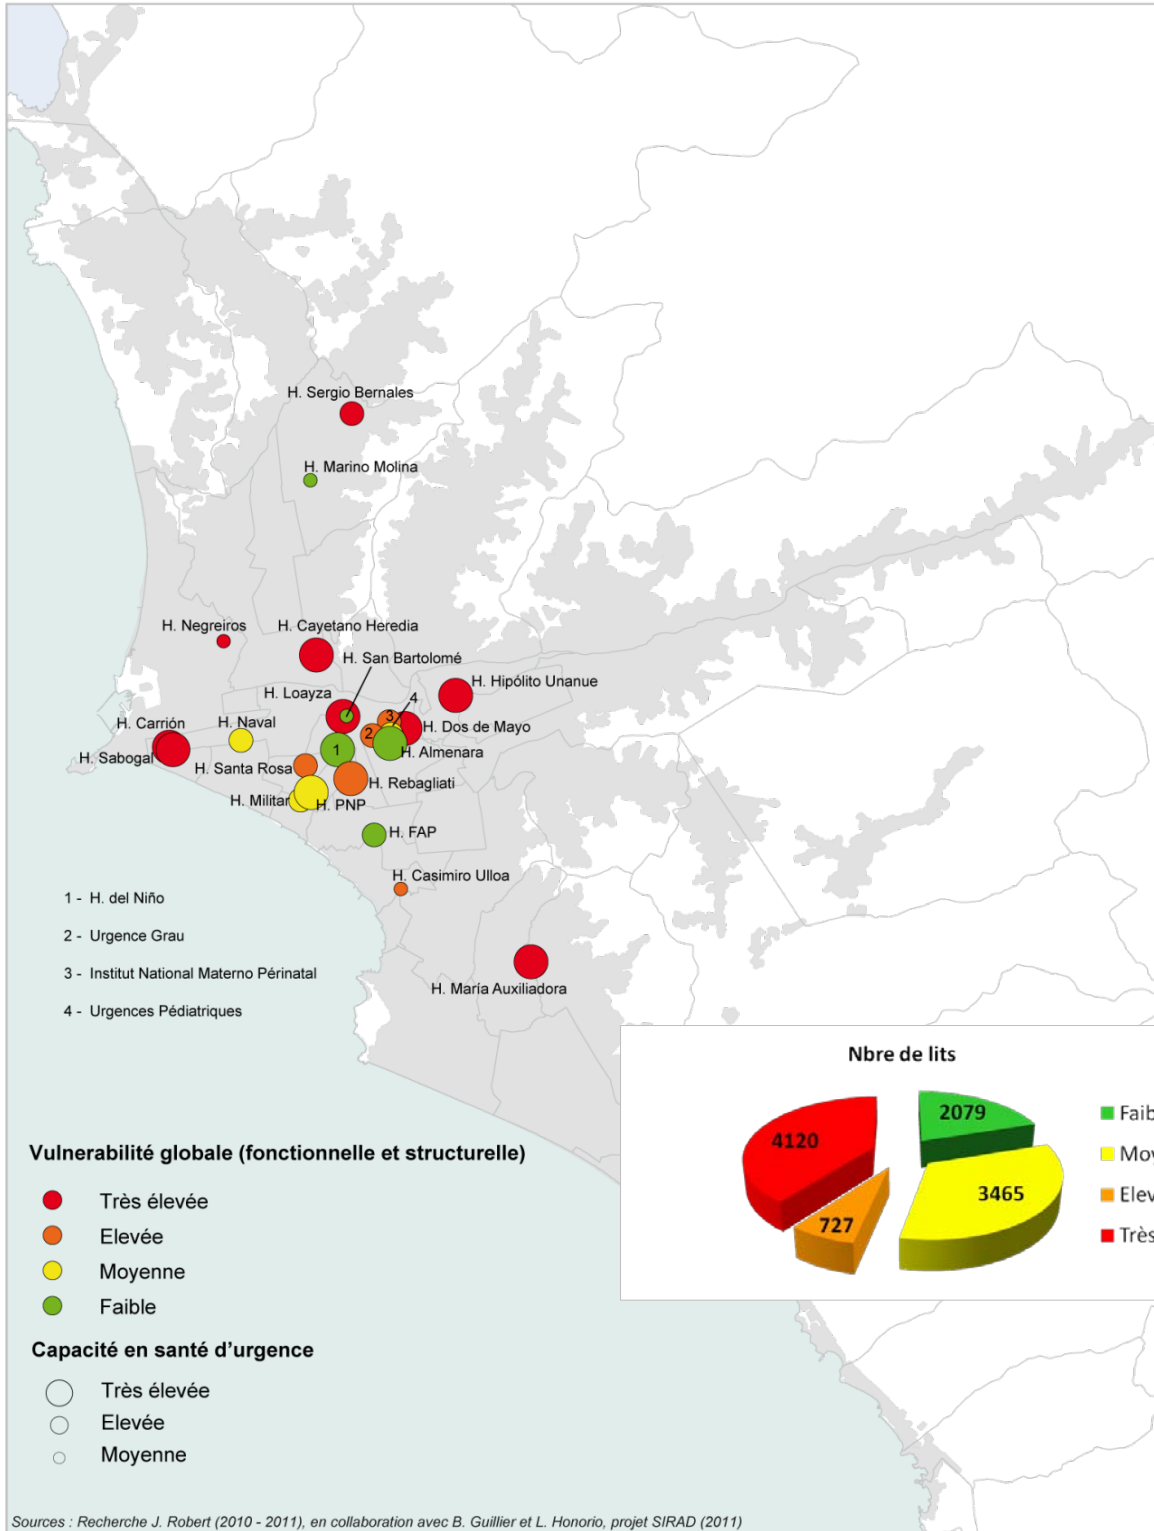 H. Sergio Bernales
H. Marino Molina
H. Negreiros
H. Cayetano Heredia
H. San Bartolomé
H. Hipólito Unanue
H. Loayza
4
3
H. Carrión
H. Naval
H. Dos de Mayo
2
H. Sabogal
1
H. Almenara
H. Santa Rosa
H. Rebagliati
H. Militar
H. PNP
H. FAP
H. Casimiro Ulloa
1 - H. del Niño
2 - Urgence Grau
3 - Institut National Materno Périnatal
4 - Urgences Pédiatriques
H. María Auxiliadora
Nbre de lits
2079
4120
3465
727
Faib
Moy
Elev
Très
Vulnerabilité globale (fonctionnelle et structurelle)
Très élevée
Elevée
Moyenne
Faible
Capacité en santé d'urgence
Très élevée
Elevée
Moyenne
Sources : Recherche J. Robert (2010 - 2011), en collaboration avec B. Guillier et L. Honorio, projet SIRAD (2011)